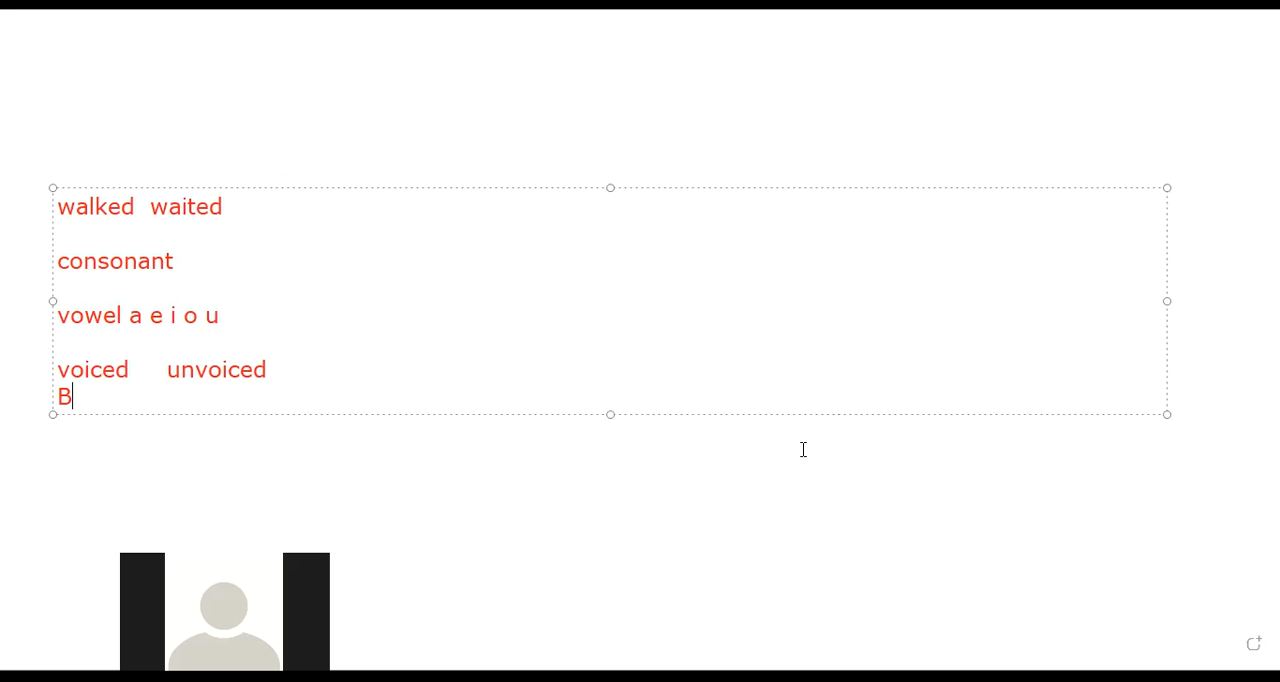 walked waited
consonant
vowel a e i o u
voiced unvoiced
B